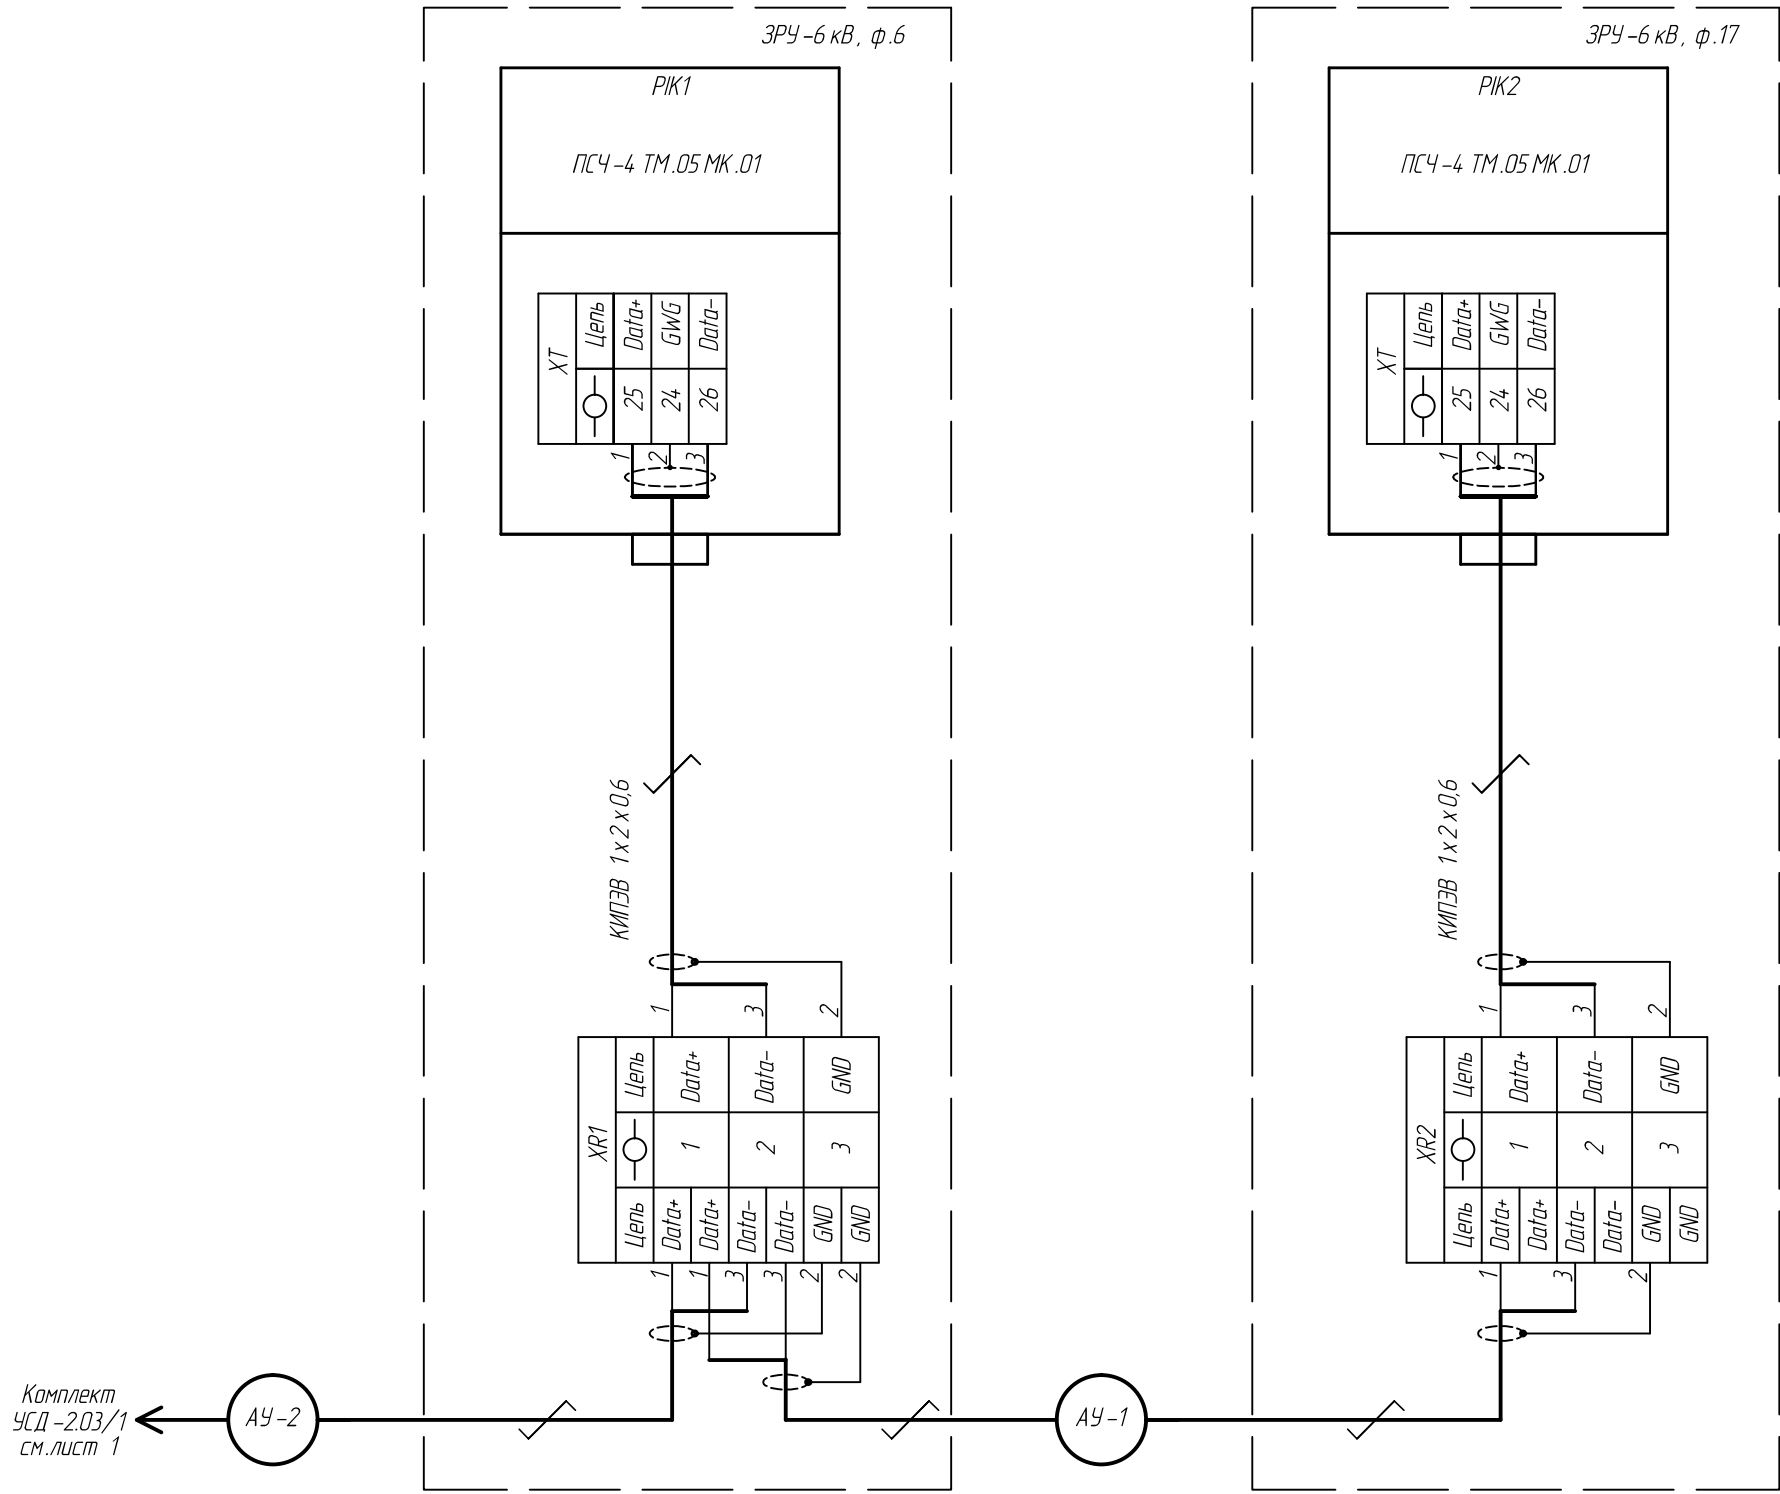 ЗРУ-6 кВ, ф.6
PIK1
ПСЧ-4 ТМ.05 МК.01
XT
Цепь
Data+
GWG
Data-
25
24
26
1
2
3
КИПЭВ 1х2х0,6
1
3
2
XR1
Цепь
Data+
Data-
GND
1
2
3
Цепь
Data+
Data+
Data-
Data-
GND
GND
1
1
3
3
2
2
ЗРУ-6 кВ, ф.17
PIK2
ПСЧ-4 ТМ.05 МК.01
XT
Цепь
Data+
GWG
Data-
25
24
26
1
2
3
КИПЭВ 1х2х0,6
1
3
2
XR2
Цепь
Data+
Data-
GND
1
2
3
Цепь
Data+
Data+
Data-
Data-
GND
GND
1
3
2
Комплект
УСД-2.03/1
см.лист 1
АУ-2
АУ-1